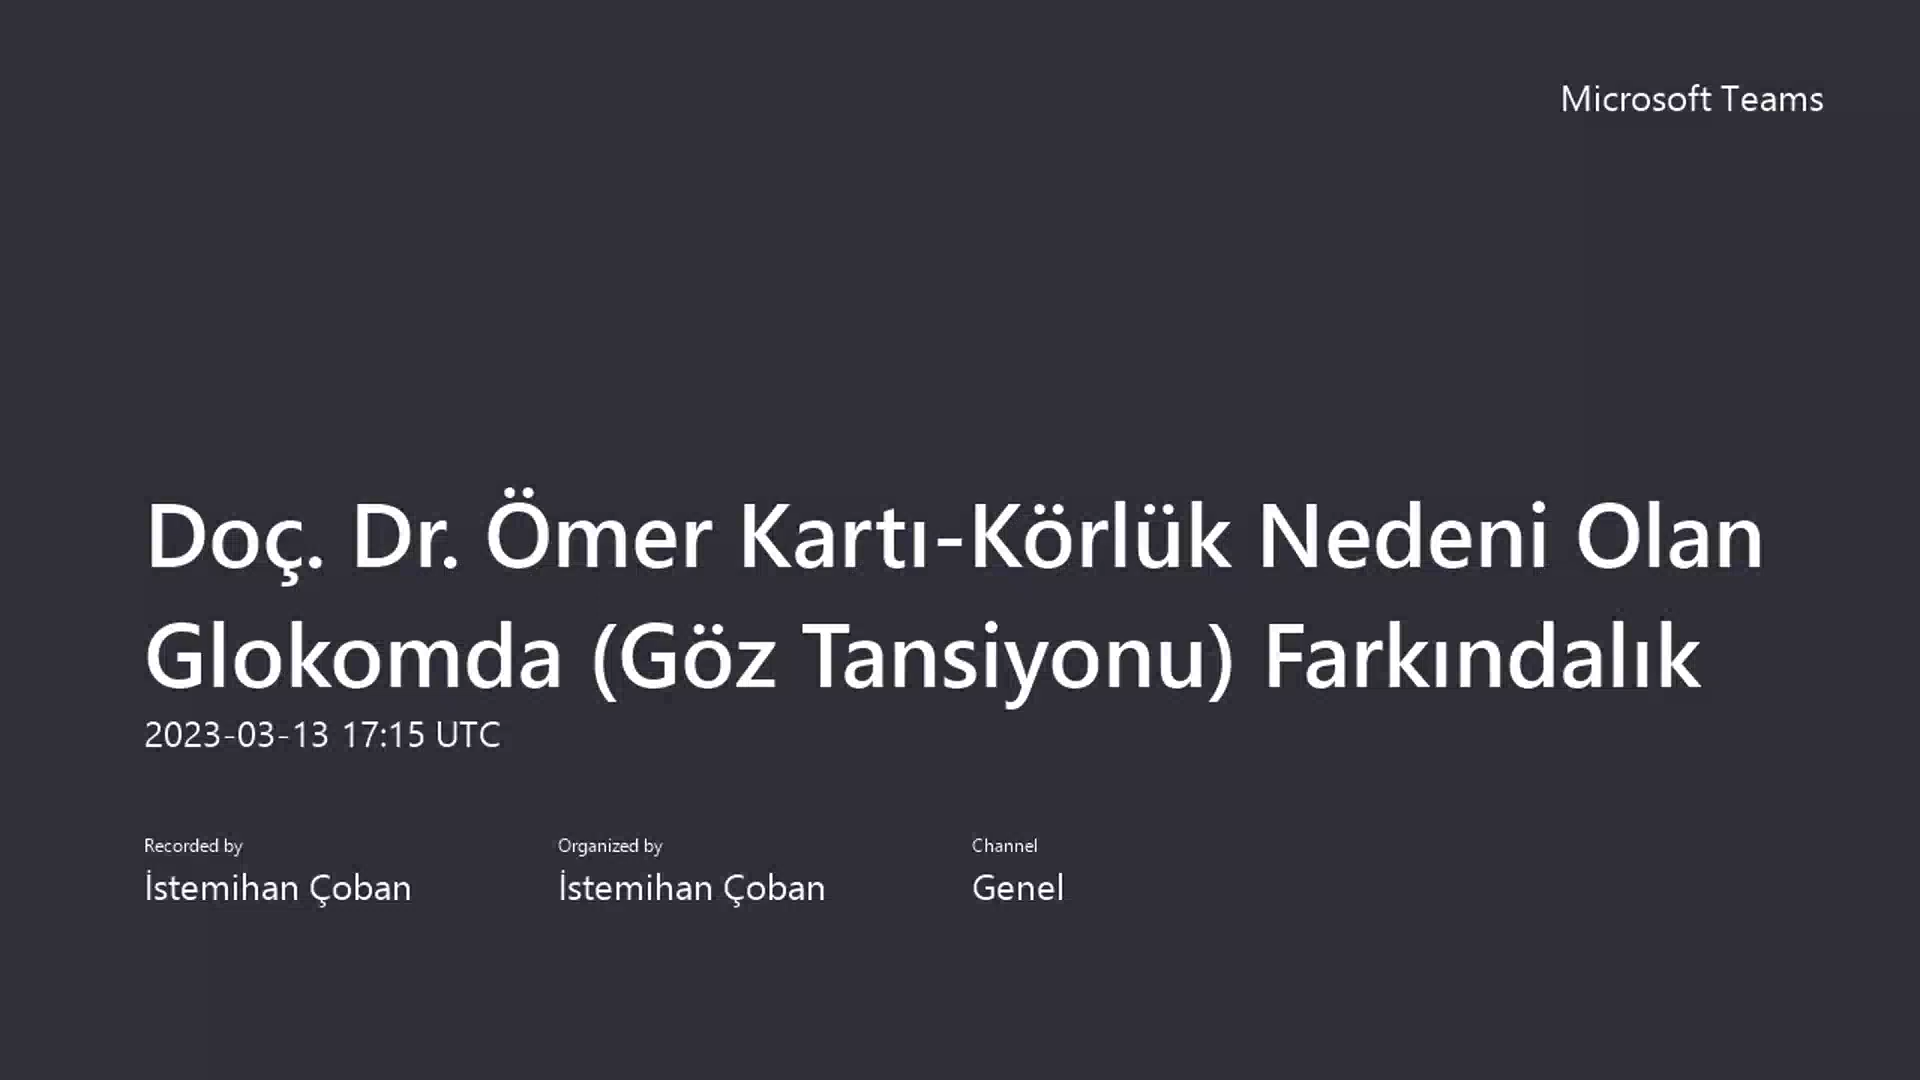 Microsoft Teams
Doç. Dr. Ömer Kartı-Körlük Nedeni Olan
Glokomda (Göz Tansiyonu) Farkındalık
2023-03-13 17:15 UTC
Recorded by
İstemihan Çoban
Organized by
İstemihan Çoban
Channel
Genel